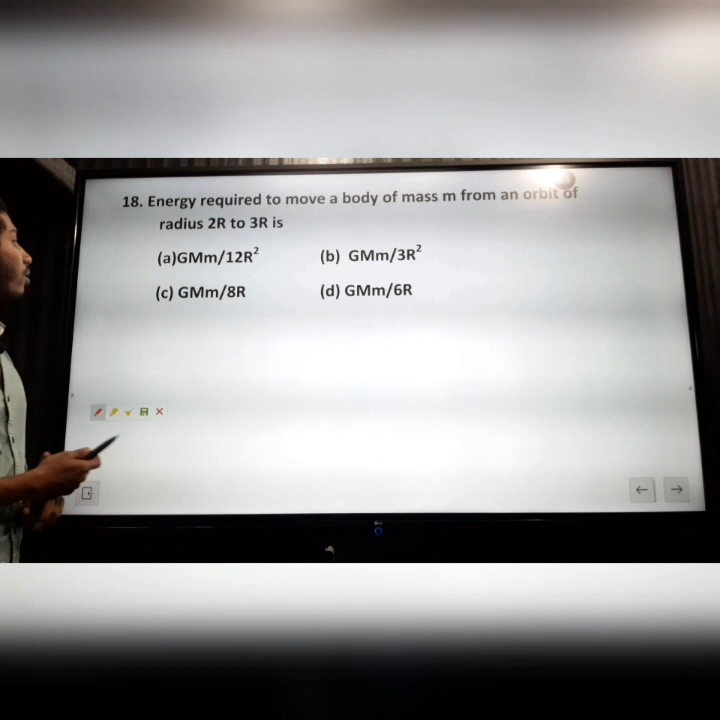 18. Energy required to move a body of mass m from an orbit of
radius 2R to 3R is
(a)GMm/12R² (b) GMm/3R²
(c) GMm/8R (d) GMm/6R